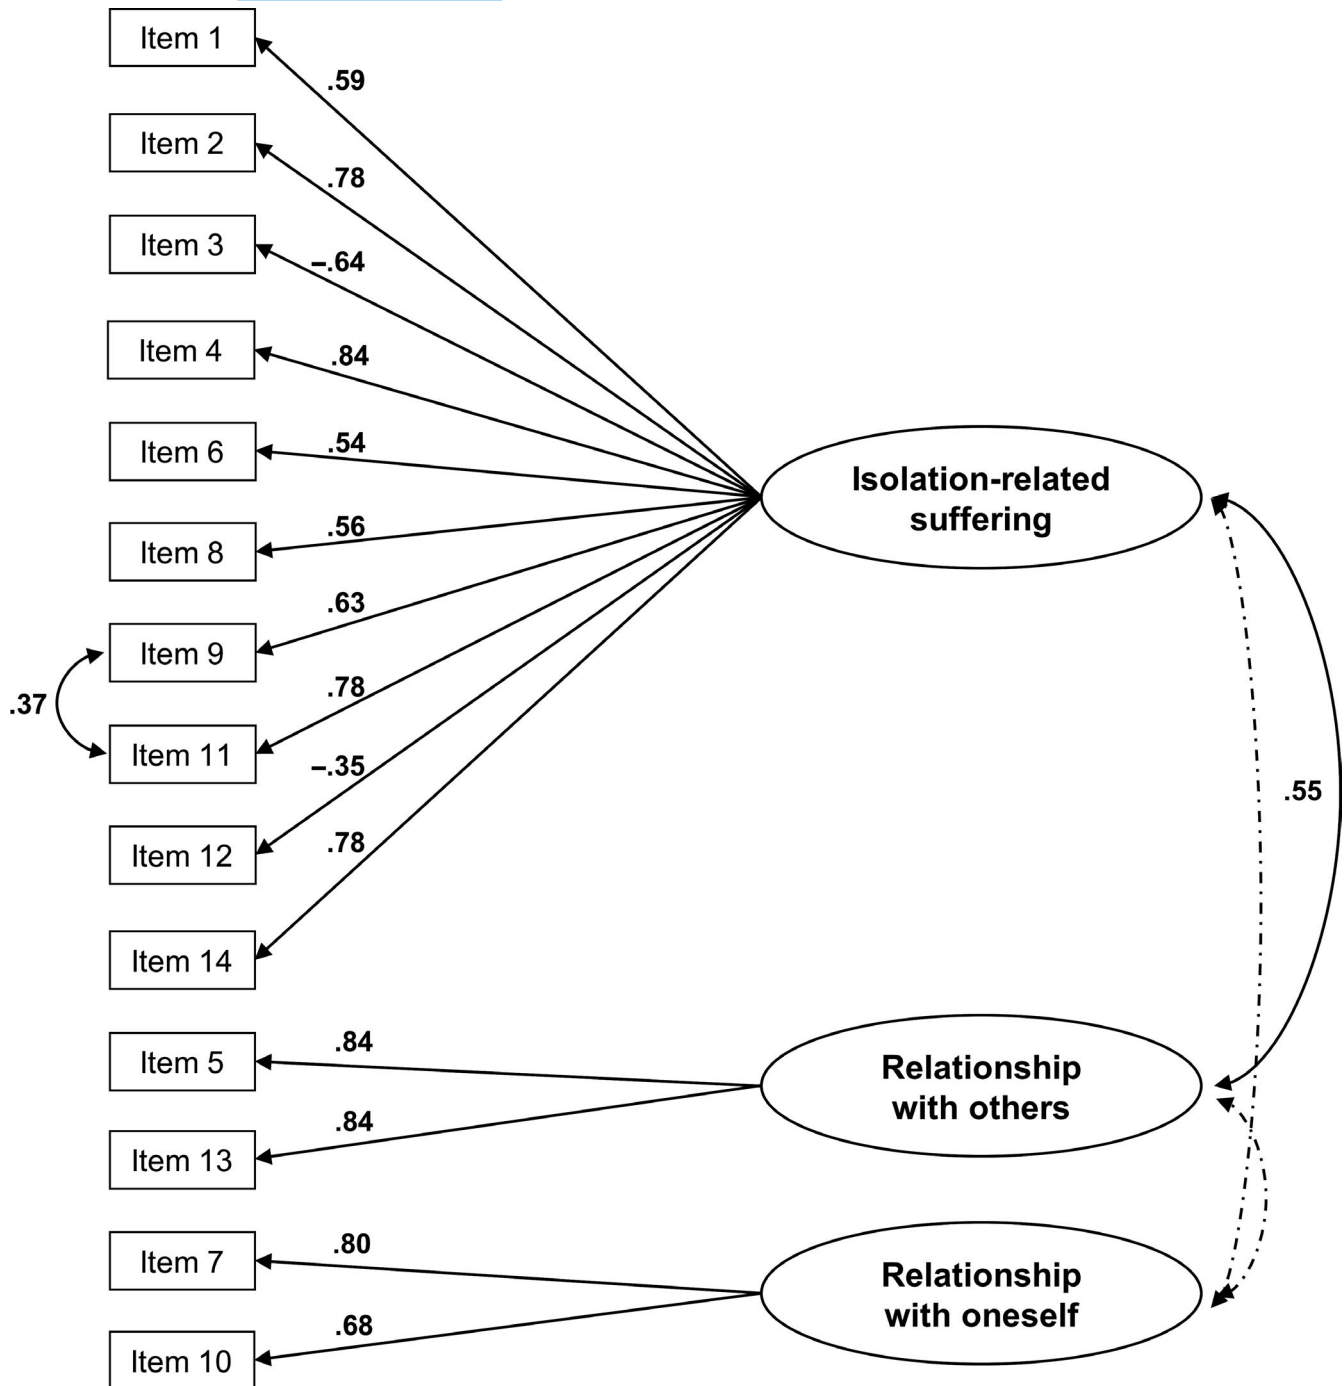 Item 1
.59
Item 2
.78
Item 3
–.64
Item 4
.84
Item 6
.54
Item 8
.56
Item 9
.63
.37
Item 11
.78
Item 12
–.35
Item 14
.78
Isolation-related
suffering
.55
Item 5
.84
Item 13
.84
Relationship
with others
Item 7
.80
Item 10
.68
Relationship
with oneself